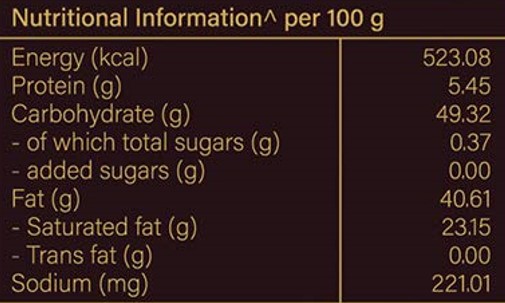 Nutritional Information^ per 100 g
Energy (kcal) 523.08
Protein (g) 5.45
Carbohydrate (g) 49.32
- of which total sugars (g) 0.37
- added sugars (g) 0.00
Fat (g) 40.61
- Saturated fat (g) 23.15
- Trans fat (g) 0.00
Sodium (mg) 221.01